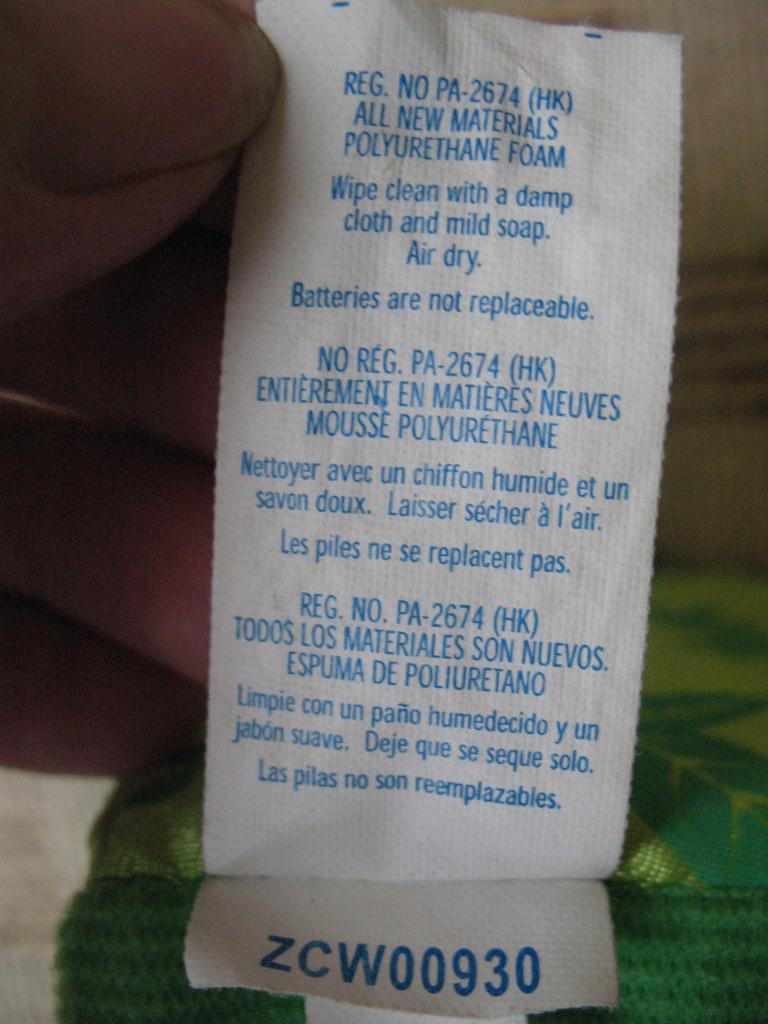 REG. NO PA-2674 (HK)
ALL NEW MATERIALS
POLYURETHANE FOAM
Wipe clean with a damp
cloth and mild soap.
Air dry.
Batteries are not replaceable.
NO RÉG. PA-2674 (HK)
ENTIÈREMENT EN MATIÈRES NEUVES
MOUSSE POLYURÉTHANE
Nettoyer avec un chiffon humide et un
savon doux. Laisser sécher à l'air.
Les piles ne se replacent pas.
REG. NO. PA-2674 (HK)
TODOS LOS MATERIALES SON NUEVOS.
ESPUMA DE POLIURETANO
Limpie con un paño humedecido y un
jabón suave. Deje que se seque solo.
Las pilas no son reemplazables.
ZCW00930